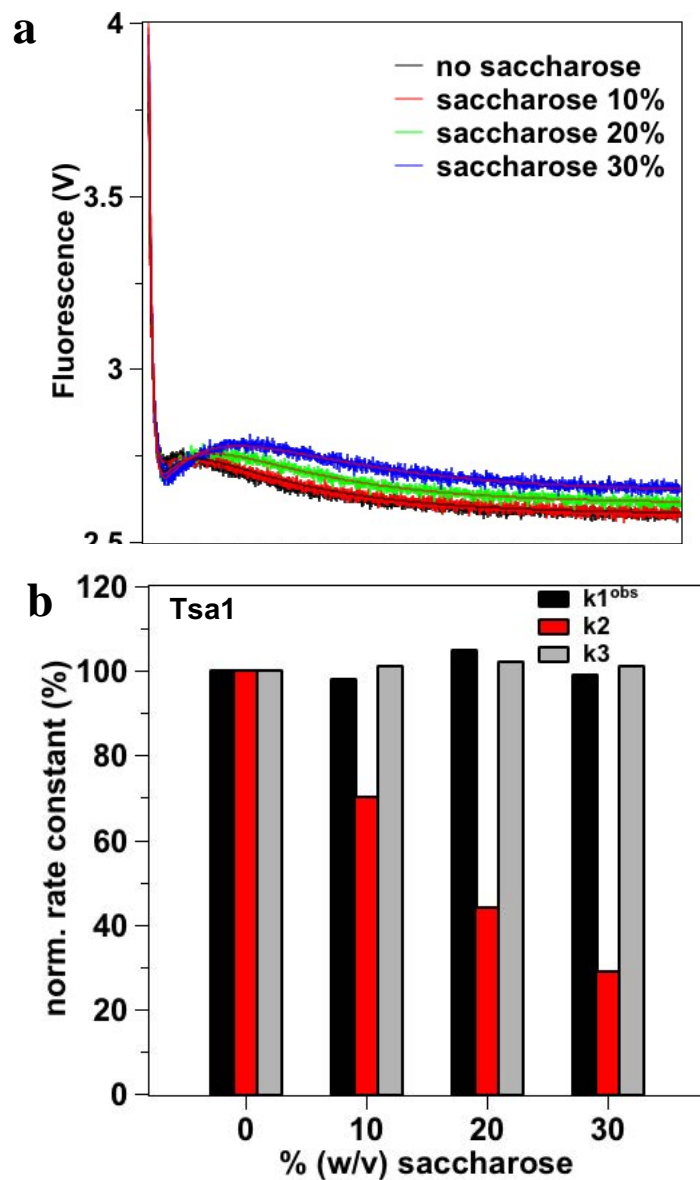 a
4
3.5
3
2.5
Fluorescence (V)
no saccharose
saccharose 10%
saccharose 20%
saccharose 30%
b
120
100
80
60
40
20
0
norm. rate constant (%)
Tsa1
k1obs
k2
k3
0 10 20 30
% (w/v) saccharose